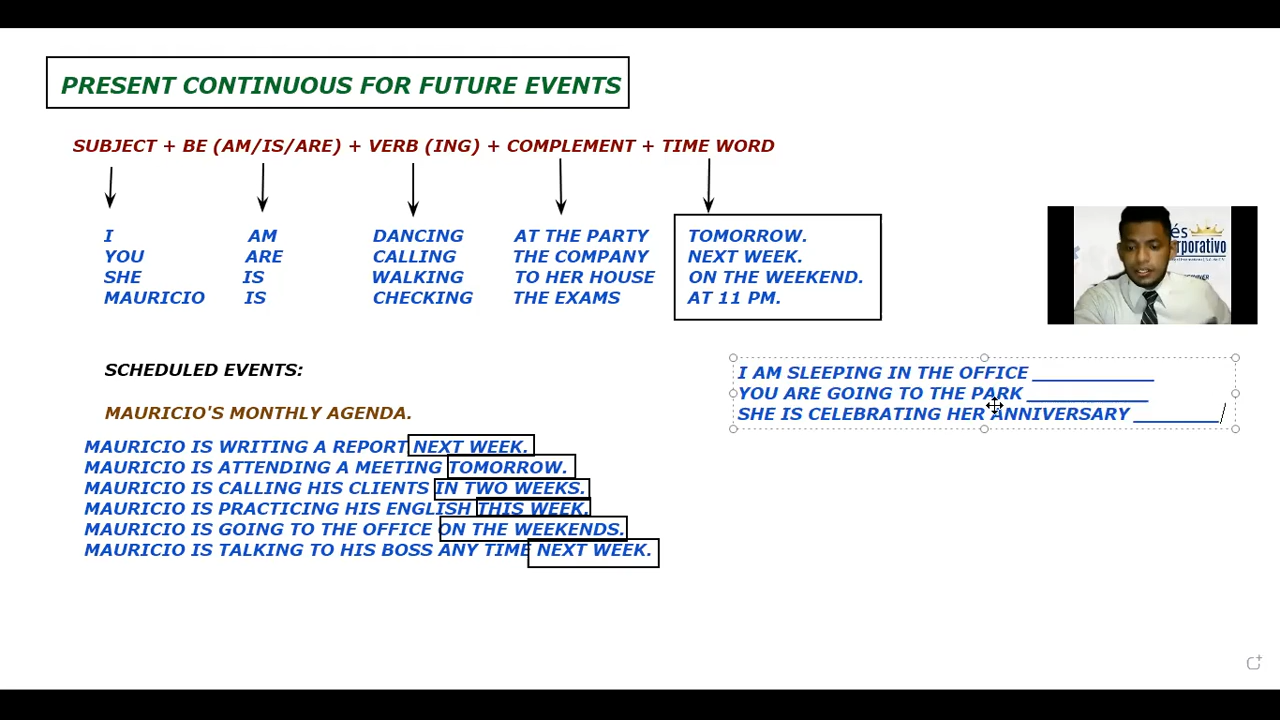 PRESENT CONTINUOUS FOR FUTURE EVENTS
SUBJECT + BE (AM/IS/ARE) + VERB (ING) + COMPLEMENT + TIME WORD
I AM DANCING AT THE PARTY TOMORROW.
YOU ARE CALLING THE COMPANY NEXT WEEK.
SHE IS WALKING TO HER HOUSE ON THE WEEKEND.
MAURICIO IS CHECKING THE EXAMS AT 11 PM.
SCHEDULED EVENTS:
MAURICIO'S MONTHLY AGENDA.
MAURICIO IS WRITING A REPORT NEXT WEEK.
MAURICIO IS ATTENDING A MEETING TOMORROW.
MAURICIO IS CALLING HIS CLIENTS IN TWO WEEKS.
MAURICIO IS PRACTICING HIS ENGLISH THIS WEEK.
MAURICIO IS GOING TO THE OFFICE ON THE WEEKENDS.
MAURICIO IS TALKING TO HIS BOSS ANY TIME NEXT WEEK.
I AM SLEEPING IN THE OFFICE ____________
YOU ARE GOING TO THE PARK ____________
SHE IS CELEBRATING HER ANNIVERSARY _________
és
rporativo